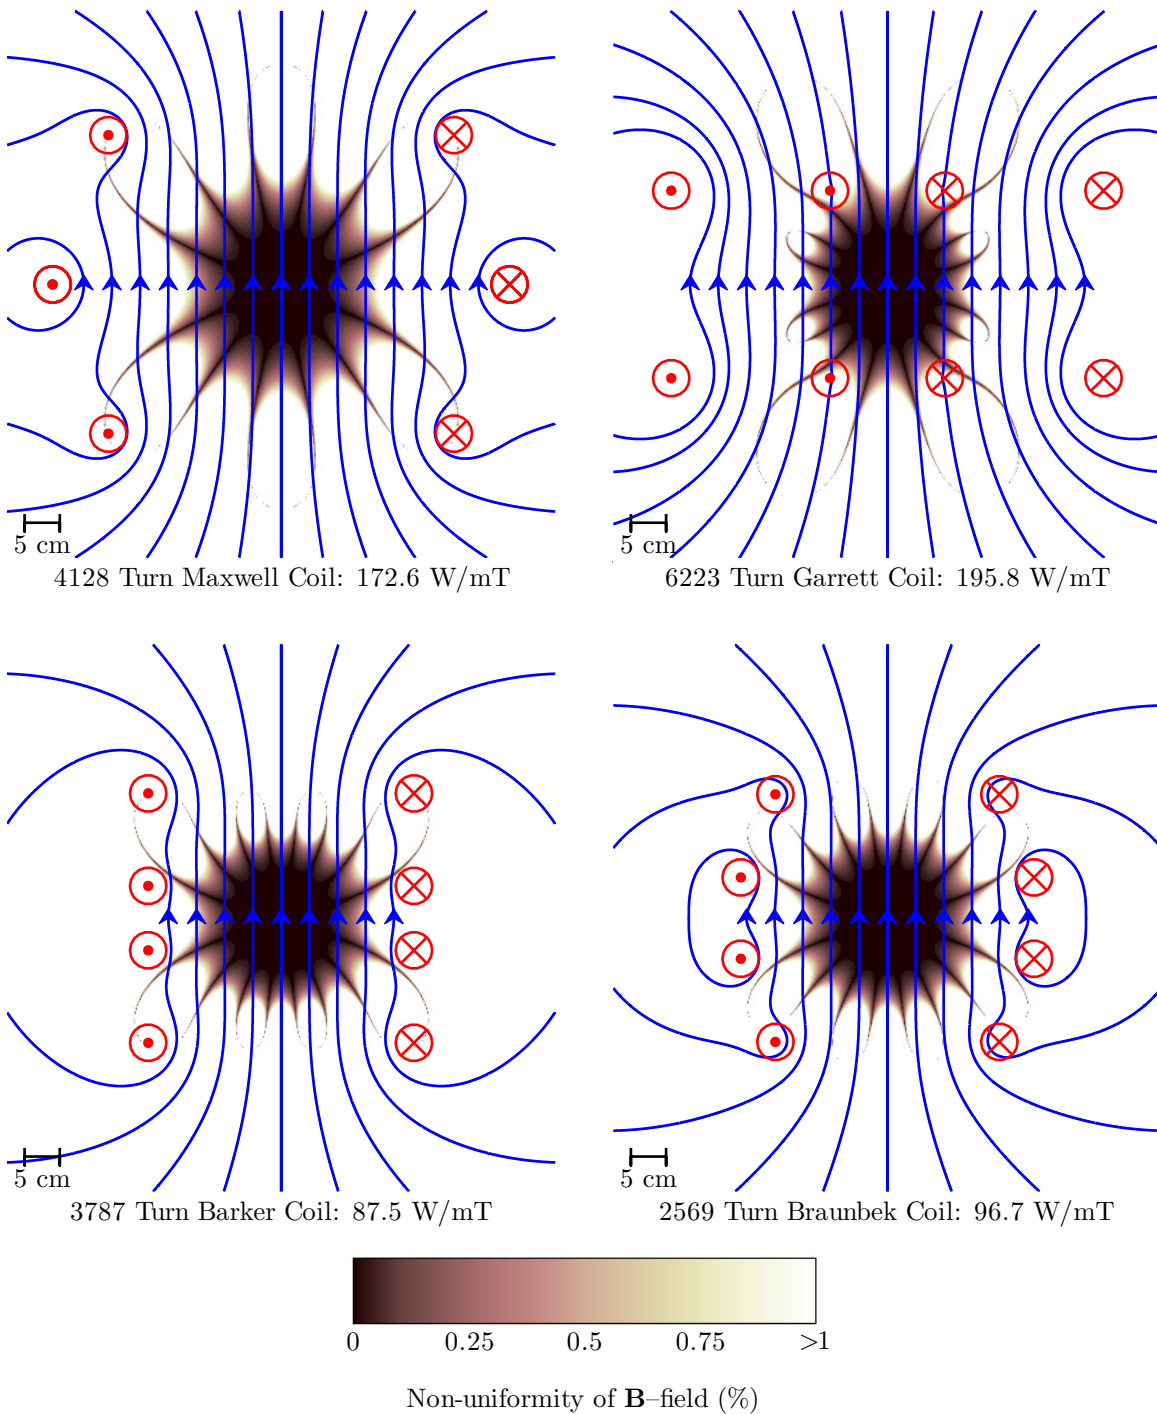 5 cm
5 cm
4128 Turn Maxwell Coil: 172.6 W/mT
6223 Turn Garrett Coil: 195.8 W/mT
5 cm
5 cm
3787 Turn Barker Coil: 87.5 W/mT
2569 Turn Braunbek Coil: 96.7 W/mT
0 0.25 0.5 0.75 >1
Non-uniformity of B–field (%)